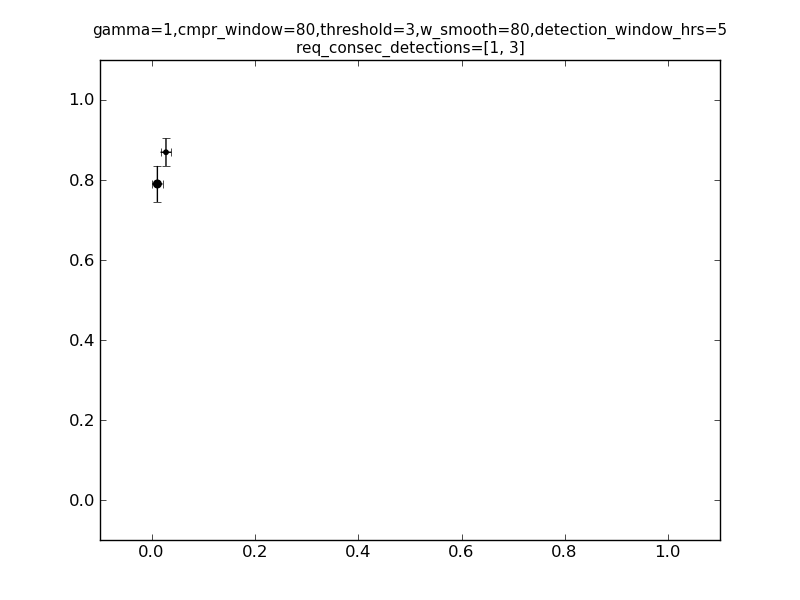 gamma=1,cmpr_window=80,threshold=3,w_smooth=80,detection_window_hrs=5
req_consec_detections=[1, 3]
1.0
0.8
0.6
0.4
0.2
0.0
0.0 0.2 0.4 0.6 0.8 1.0